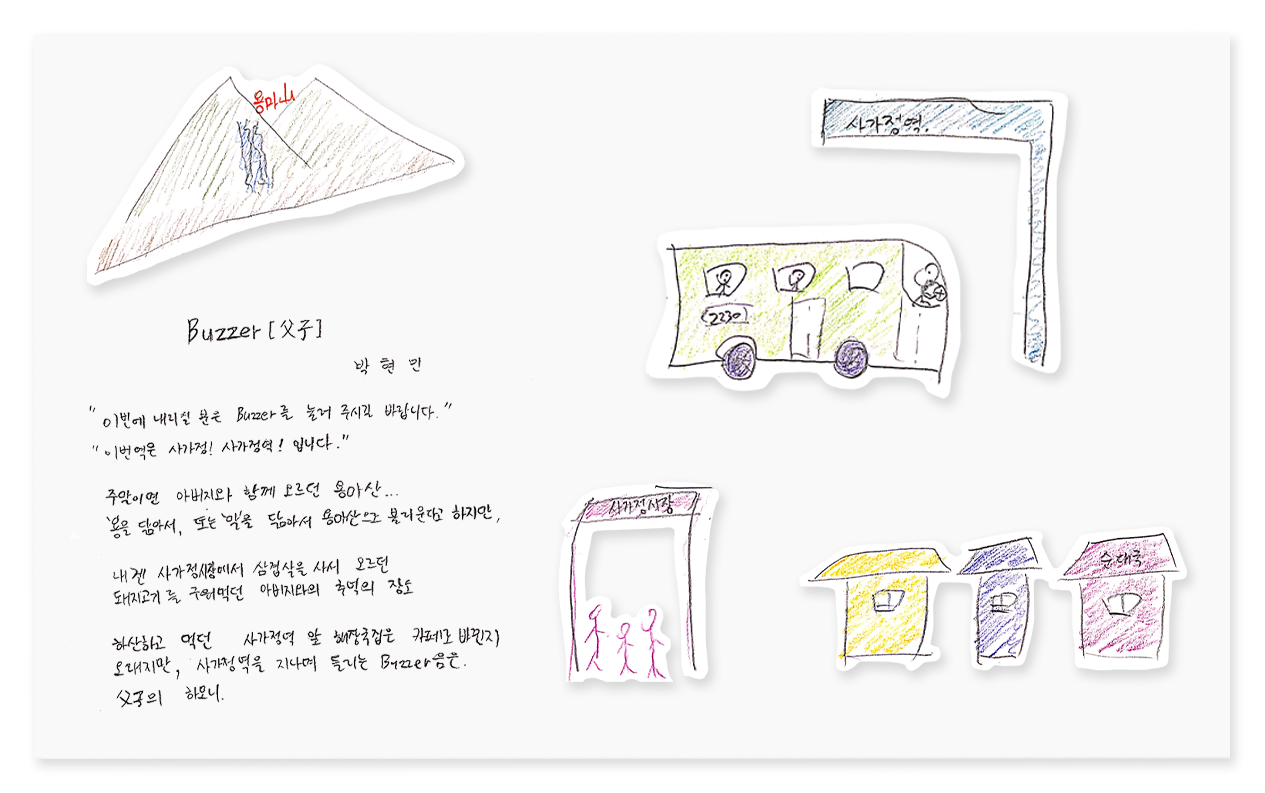 용마산
사가정역.
2230
Buzzer [父子]
박 현 민
"이번에 내리실 분은 Buzzer를 눌러 주시길 바랍니다."
"이번역은 사가정! 사가정역! 입니다."
주말이면 아버지와 함께 오르던 용마산...
'용'을 닮아서, 또는 '말'을 닮아서 용마산으로 불리운다고 하지만,
내겐 사가정시장에서 삼겹살을 사서 오르던
돼지고기를 구워먹던 아버지와의 추억의 장소
하산하고 먹던 사가정역 앞 해장국집은 카페로 바뀐지
오래지만, 사가정역을 지나며 들리는 Buzzer음은.
父子의 하모니.
사가정시장
순대국